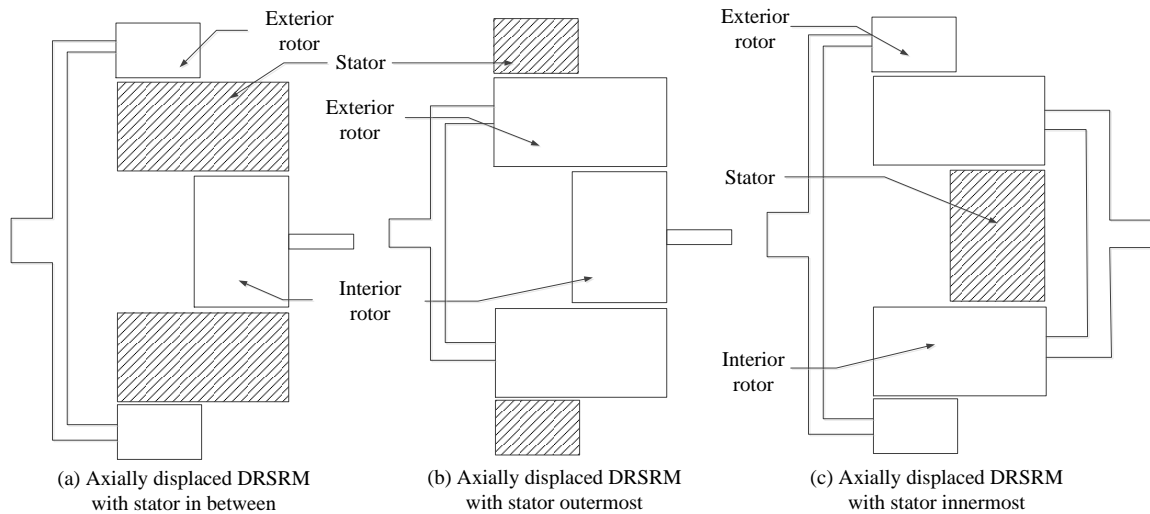 Exterior
rotor
Stator
Interior
rotor
(a) Axially displaced DRSRM
with stator in between
Exterior
rotor
(b) Axially displaced DRSRM
with stator outermost
Exterior
rotor
Stator
Interior
rotor
(c) Axially displaced DRSRM
with stator innermost